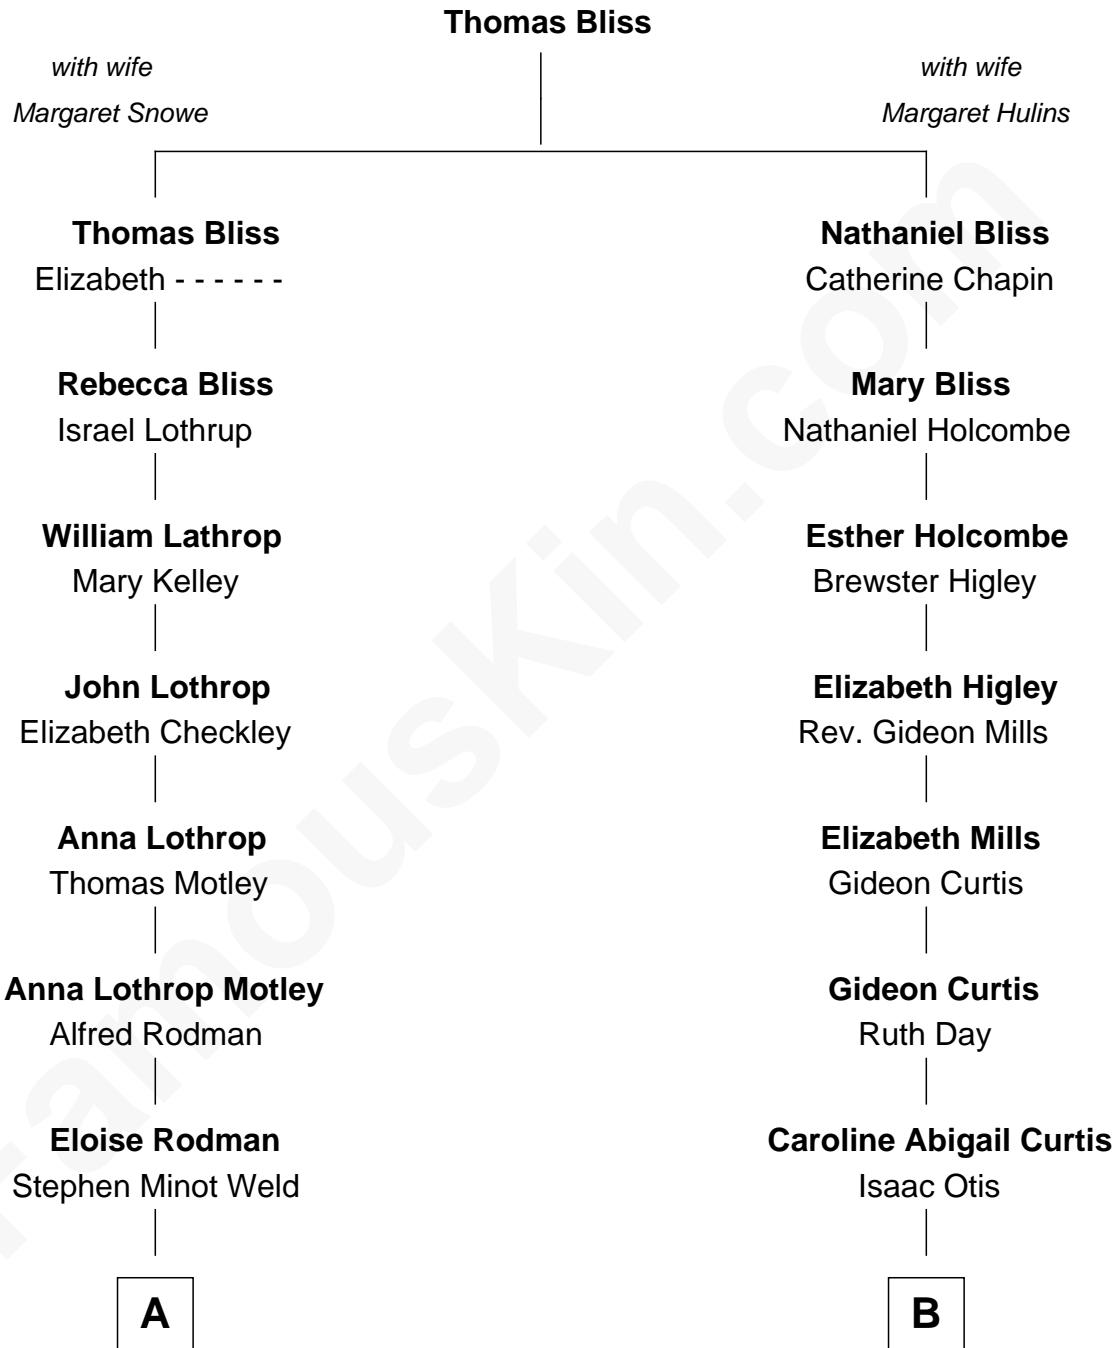 Thomas Bliss
with wife
Margaret Snowe
with wife
Margaret Hulins
Thomas Bliss
Elizabeth - - - - - -
Nathaniel Bliss
Catherine Chapin
Rebecca Bliss
Israel Lothrup
Mary Bliss
Nathaniel Holcombe
William Lathrop
Mary Kelley
Esther Holcombe
Brewster Higley
John Lothrop
Elizabeth Checkley
Elizabeth Higley
Rev. Gideon Mills
Anna Lothrop
Thomas Motley
Elizabeth Mills
Gideon Curtis
Anna Lothrop Motley
Alfred Rodman
Gideon Curtis
Ruth Day
Eloise Rodman
Stephen Minot Weld
Caroline Abigail Curtis
Isaac Otis
A
B
FamousKin.com